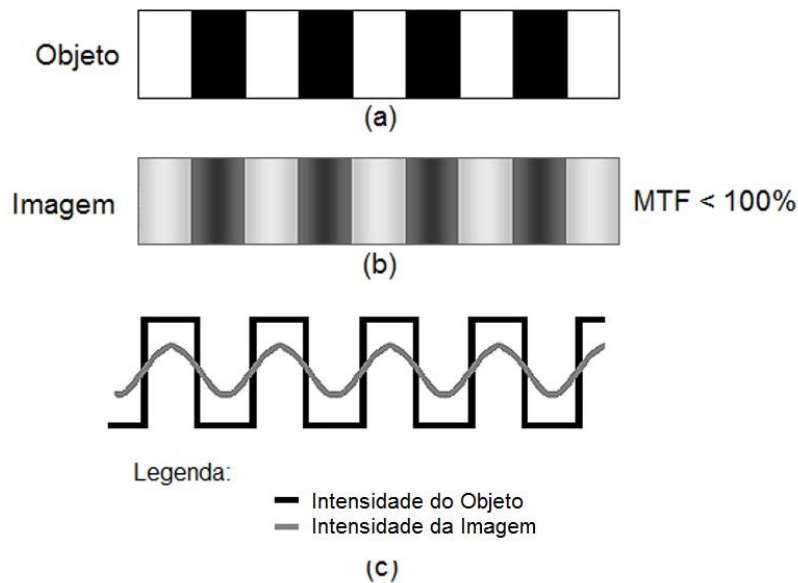 Objeto
(a)
Imagem
MTF < 100%
(b)
Legenda:
Intensidade do Objeto
Intensidade da Imagem
(c)